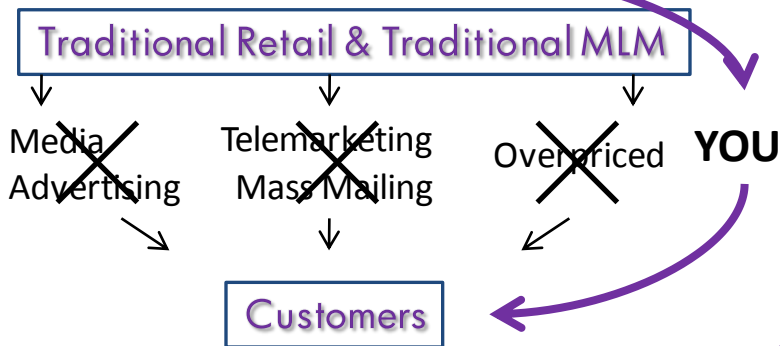 Traditional Retail & Traditional MLM
Media
Advertising
Telemarketing
Mass Mailing
Overpriced
YOU
Customers